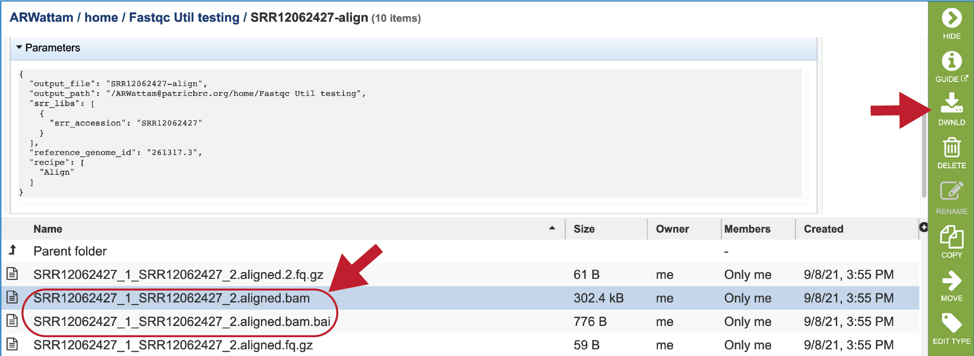 ARWattam / home / Fastqc Util testing / SRR12062427-align (10 items)
Parameters
{
"output_file": "SRR12062427-align",
"output_path": "/ARWattam@patricbrc.org/home/Fastqc Util testing",
"srr_libs": [
{
"srr_accession": "SRR12062427"
}
],
"reference_genome_id": "261317.3",
"recipe": [
"Align"
]
}
Name Size Owner Members Created
Parent folder -
SRR12062427_1_SRR12062427_2.aligned.2.fq.gz 61 B me Only me 9/8/21, 3:55 PM
SRR12062427_1_SRR12062427_2.aligned.bam 302.4 kB me Only me 9/8/21, 3:55 PM
SRR12062427_1_SRR12062427_2.aligned.bam.bai 776 B me Only me 9/8/21, 3:55 PM
SRR12062427_1_SRR12062427_2.aligned.fq.gz 59 B me Only me 9/8/21, 3:55 PM
HIDE
GUIDE
DWNLD
DELETE
RENAME
COPY
MOVE
EDIT TYPE